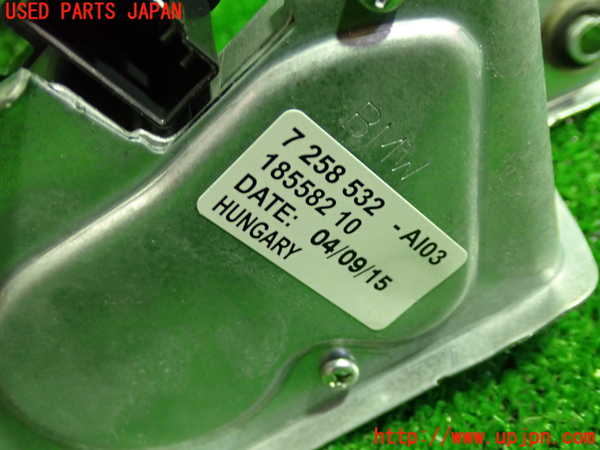 USED PARTS JAPAN
BMW
7 258 532 - AI03
18558210
DATE: 04/09/15
HUNGARY
http://www.upjpn.com